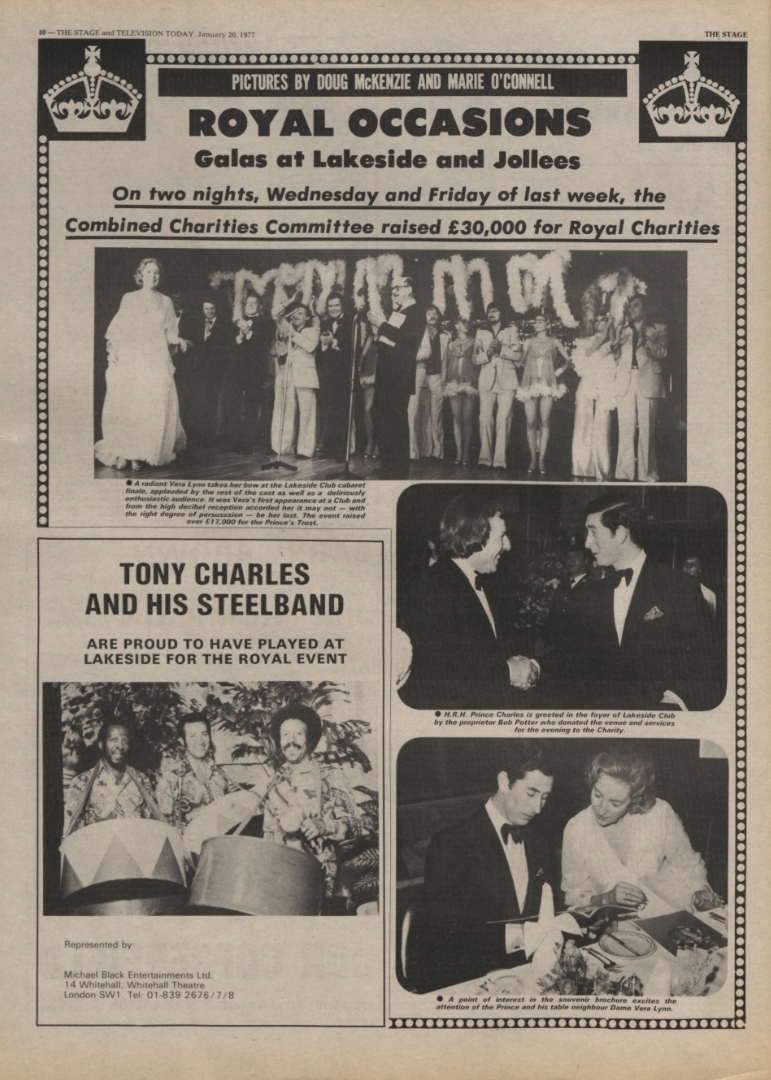 10 — THE STAGE and TELEVISION TODAY, January 20, 1977
THE STAGE
PICTURES BY DOUG McKENZIE AND MARIE O'CONNELL
ROYAL OCCASIONS
Galas at Lakeside and Jollees
On two nights, Wednesday and Friday of last week, the
Combined Charities Committee raised £30,000 for Royal Charities
● A radiant Vera Lynn takes her bow at the Lakeside Club cabaret
finale, applauded by the rest of the cast as well as a deliriously
enthusiastic audience. It was Vera's first appearance at a Club and
from the high decibel reception accorded her it may not — with
the right degree of persuasion — be her last. The event raised
over £17,000 for the Prince's Trust.
TONY CHARLES
AND HIS STEELBAND
ARE PROUD TO HAVE PLAYED AT
LAKESIDE FOR THE ROYAL EVENT
Represented by
Michael Black Entertainments Ltd.
14 Whitehall, Whitehall Theatre
London SW1. Tel: 01-839 2676/7/8
● H.R.H. Prince Charles is greeted in the foyer of Lakeside Club
by the proprietor Bob Potter who donated the venue and services
for the evening to the Charity.
● A point of interest in the souvenir brochure excites the
attention of the Prince and his table neighbour Dame Vera Lynn.